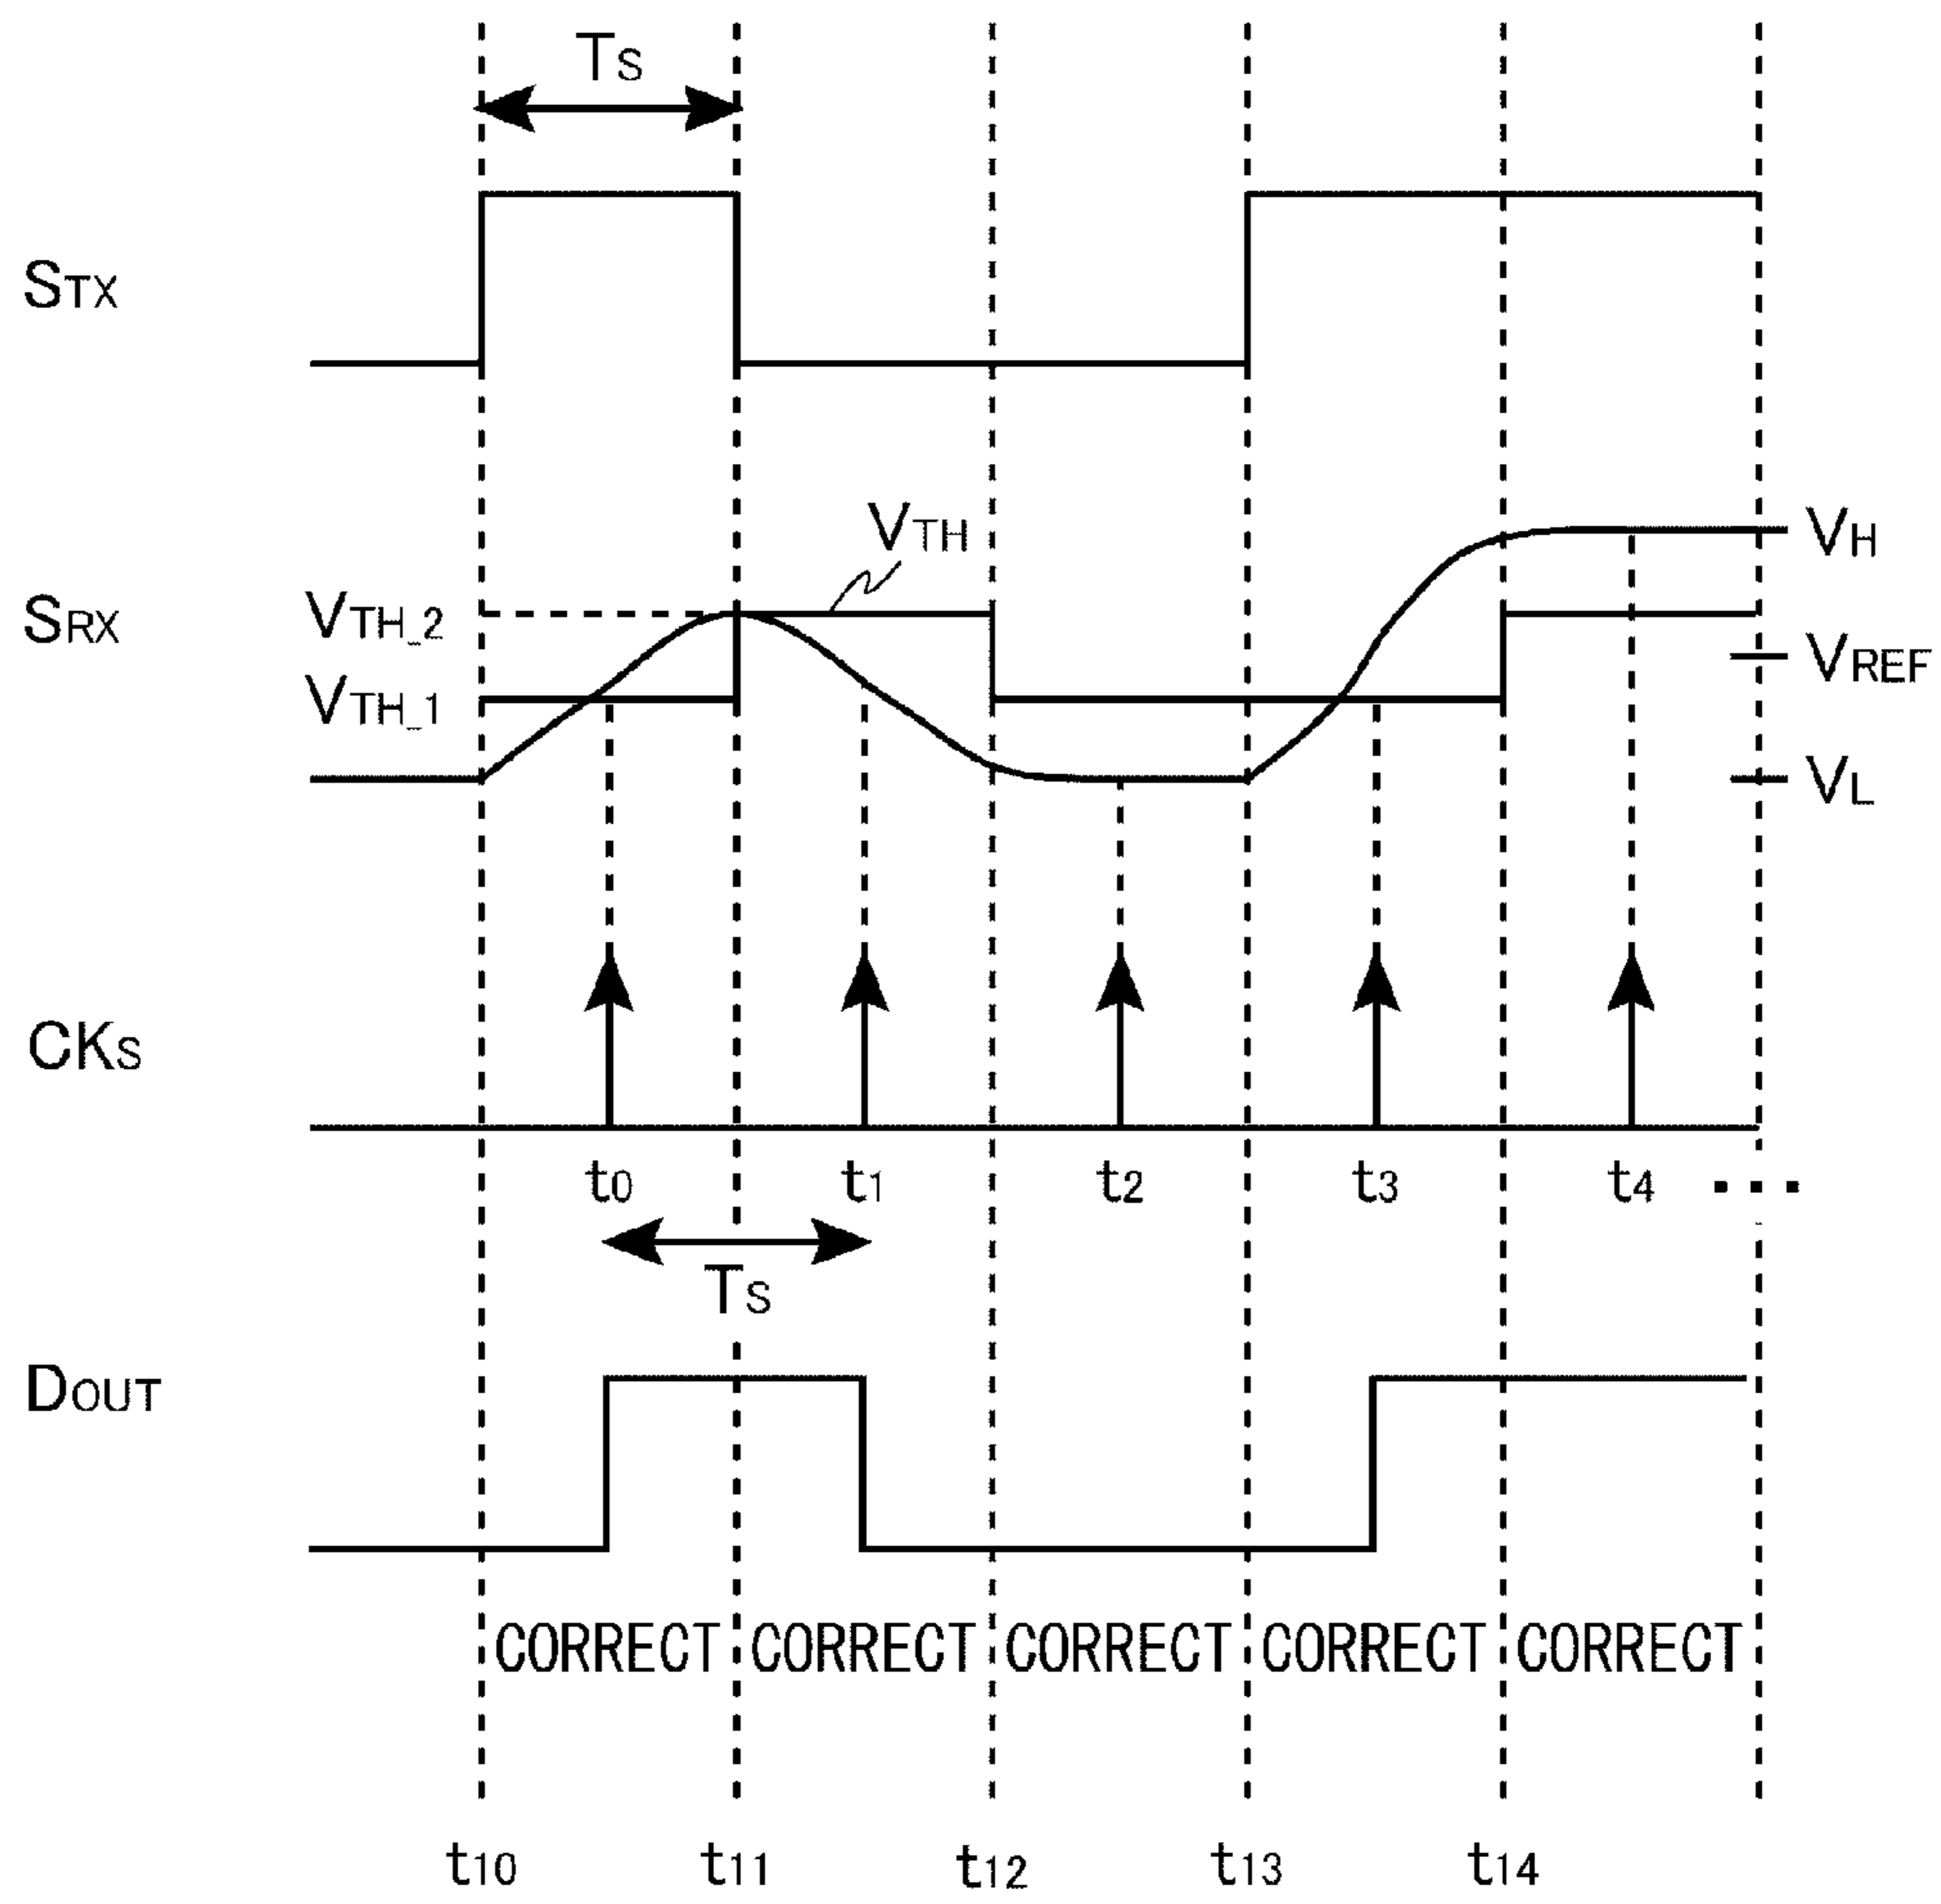 TS
STX
VTH
VH
SRX
VTH_2
VREF
VTH_1
VL
CKS
t0 t1 t2 t3 t4 ...
TS
DOUT
CORRECT CORRECT CORRECT CORRECT CORRECT
t10 t11 t12 t13 t14